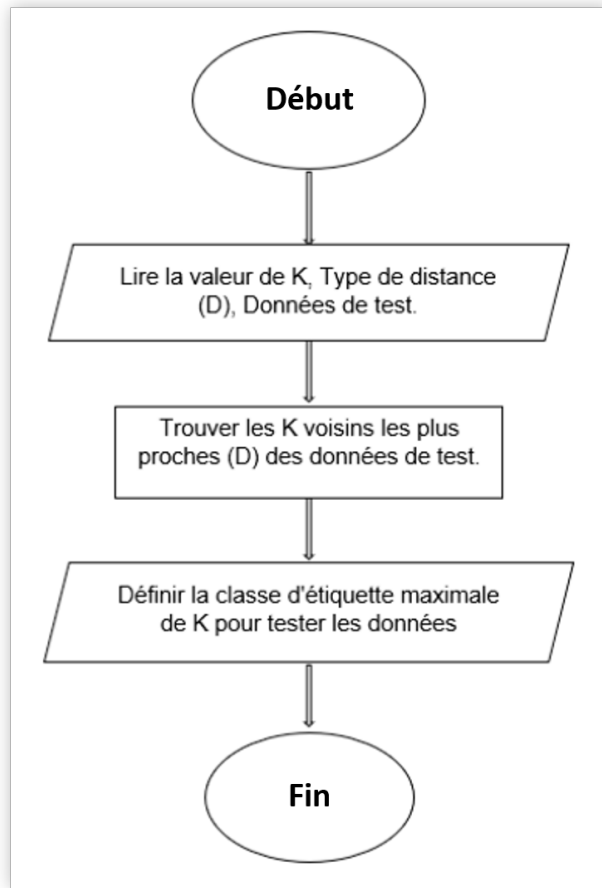 Début
Lire la valeur de K, Type de distance
(D), Données de test.
Trouver les K voisins les plus
proches (D) des données de test.
Définir la classe d'étiquette maximale
de K pour tester les données
Fin